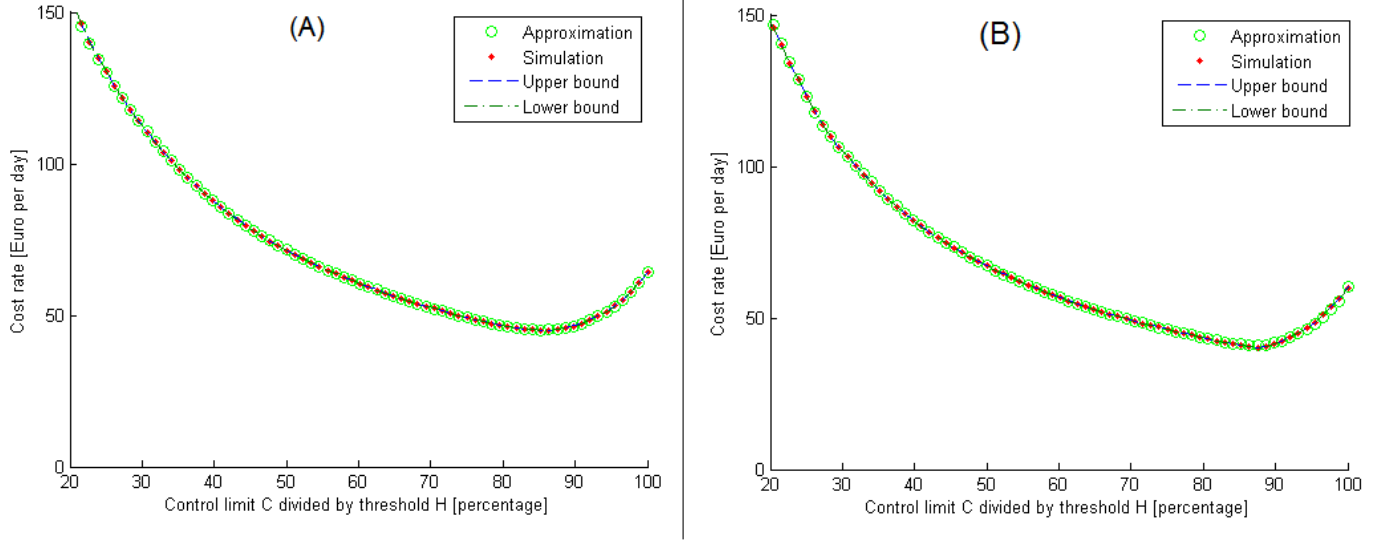 (A)
Approximation
Simulation
Upper bound
Lower bound
150
100
50
0
Cost rate [Euro per day]
20 30 40 50 60 70 80 90 100
Control limit C divided by threshold H [percentage]
(B)
Approximation
Simulation
Upper bound
Lower bound
150
100
50
0
Cost rate [Euro per day]
20 30 40 50 60 70 80 90 100
Control limit C divided by threshold H [percentage]